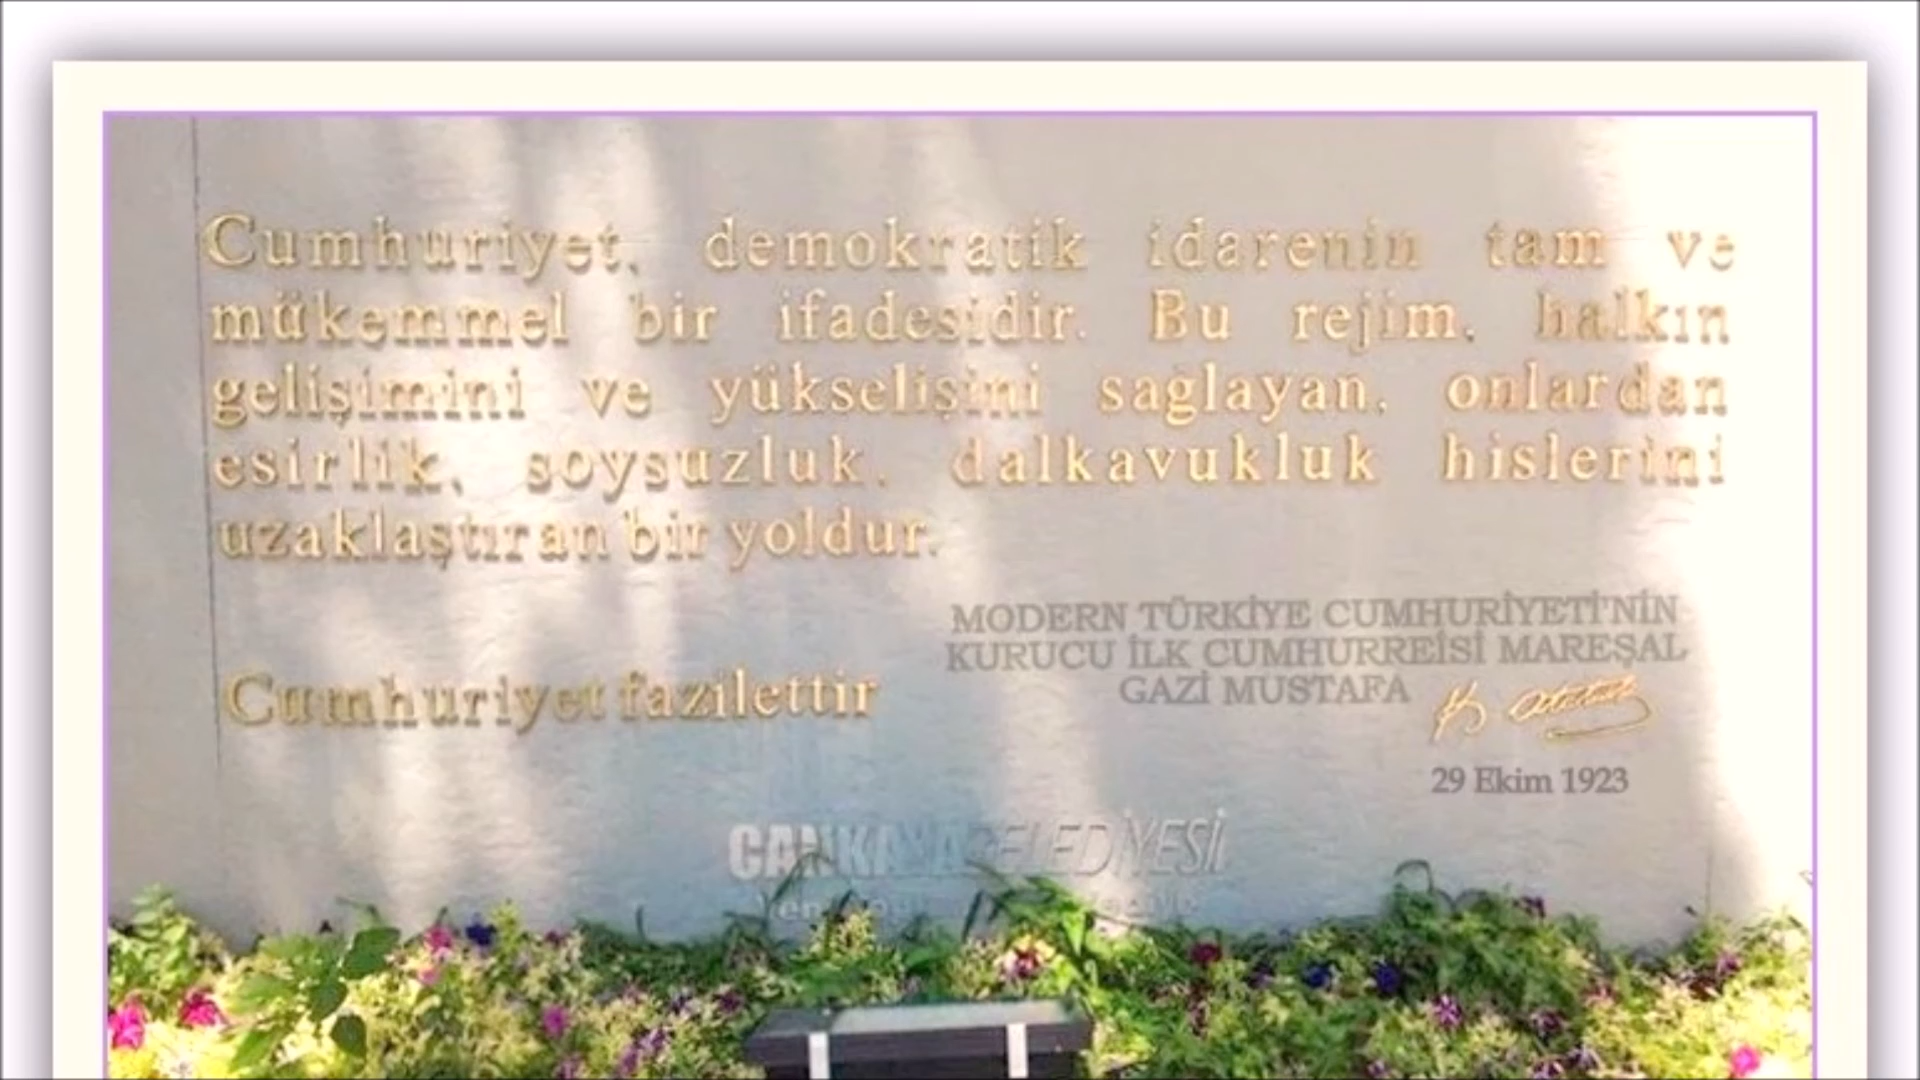 Cumhuriyet, demokratik idarenin tam ve
mükemmel bir ifadesidir. Bu rejim, halkın
gelişimini ve yükselişini sağlayan, onlardan
esirlik, soysuzluk, dalkavukluk hislerini
uzaklaştıran bir yoldur.
MODERN TÜRKİYE CUMHURİYETİ'NİN
KURUCU İLK CUMHURREİSİ MAREŞAL
GAZİ MUSTAFA K. Atatürk
Cumhuriyet fazilettir
29 Ekim 1923
ÇANKAYA BELEDİYESİ